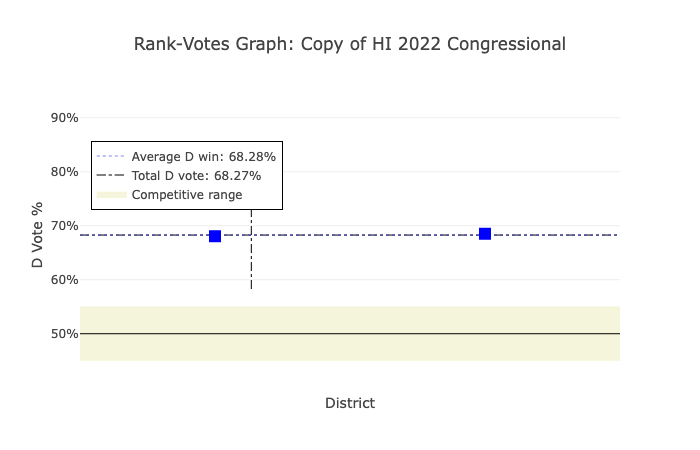 Rank-Votes Graph: Copy of HI 2022 Congressional
90%
80%
70%
60%
50%
D Vote %
Average D win: 68.28%
Total D vote: 68.27%
Competitive range
District